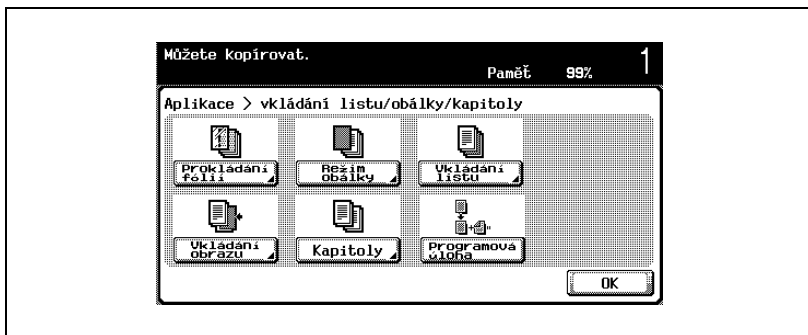 Můžete kopírovat.
Paměť 99% 1
Aplikace > vkládání listu/obálky/kapitoly
Prokládání
fólií
Režim
obálky
Vkládání
listu
Vkládání
obrazu
Kapitoly
Programová
úloha
OK